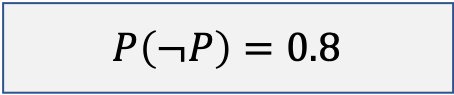 P(¬P) = 0.8